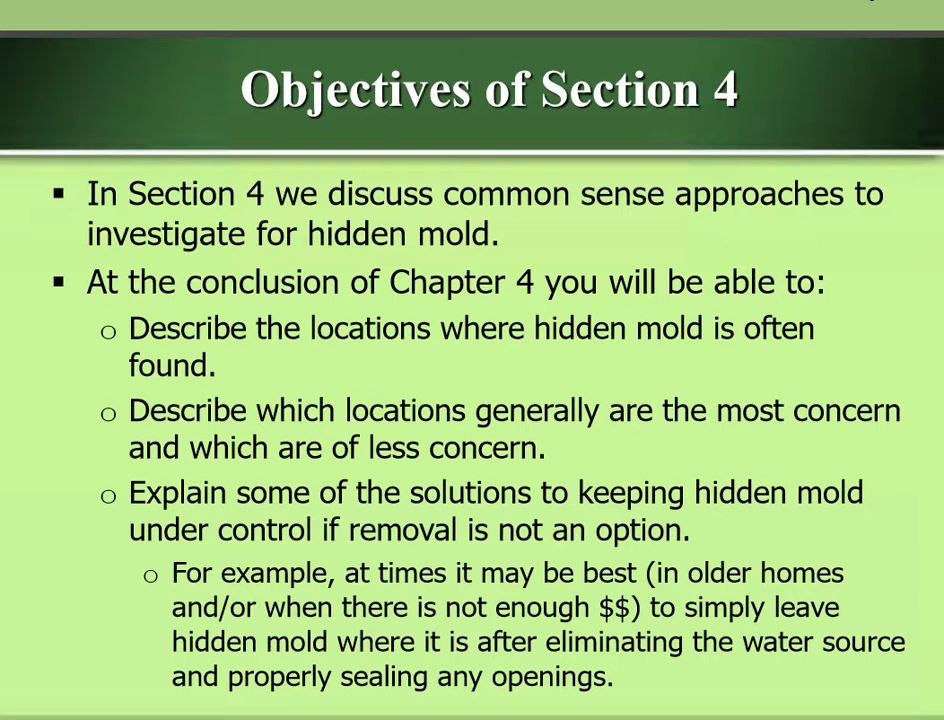 Objectives of Section 4
▪ In Section 4 we discuss common sense approaches to
investigate for hidden mold.
▪ At the conclusion of Chapter 4 you will be able to:
o Describe the locations where hidden mold is often
found.
o Describe which locations generally are the most concern
and which are of less concern.
o Explain some of the solutions to keeping hidden mold
under control if removal is not an option.
o For example, at times it may be best (in older homes
and/or when there is not enough $$) to simply leave
hidden mold where it is after eliminating the water source
and properly sealing any openings.